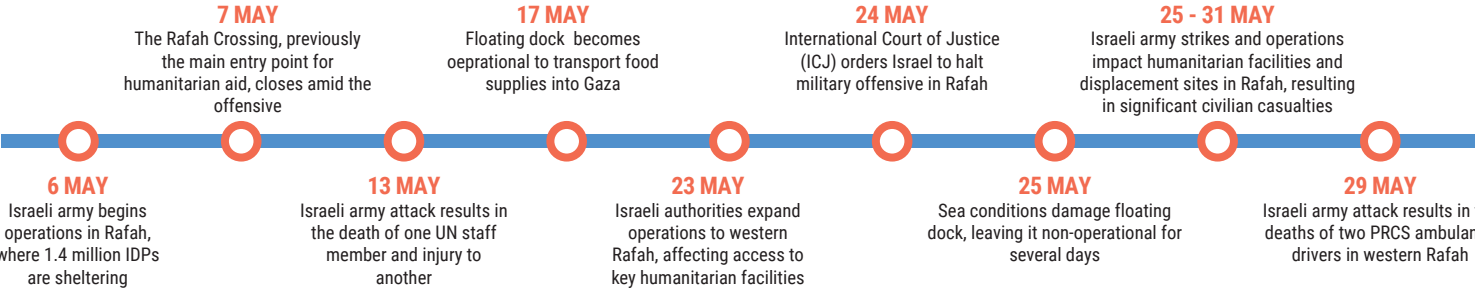 7 MAY
The Rafah Crossing, previously
the main entry point for
humanitarian aid, closes amid the
offensive
17 MAY
Floating dock becomes
oeprational to transport food
supplies into Gaza
24 MAY
International Court of Justice
(ICJ) orders Israel to halt
military offensive in Rafah
25 - 31 MAY
Israeli army strikes and operations
impact humanitarian facilities and
displacement sites in Rafah, resulting
in significant civilian casualties
6 MAY
Israeli army begins
operations in Rafah,
where 1.4 million IDPs
are sheltering
13 MAY
Israeli army attack results in
the death of one UN staff
member and injury to
another
23 MAY
Israeli authorities expand
operations to western
Rafah, affecting access to
key humanitarian facilities
25 MAY
Sea conditions damage floating
dock, leaving it non-operational for
several days
29 MAY
Israeli army attack results in
deaths of two PRCS
drivers in western Rafah